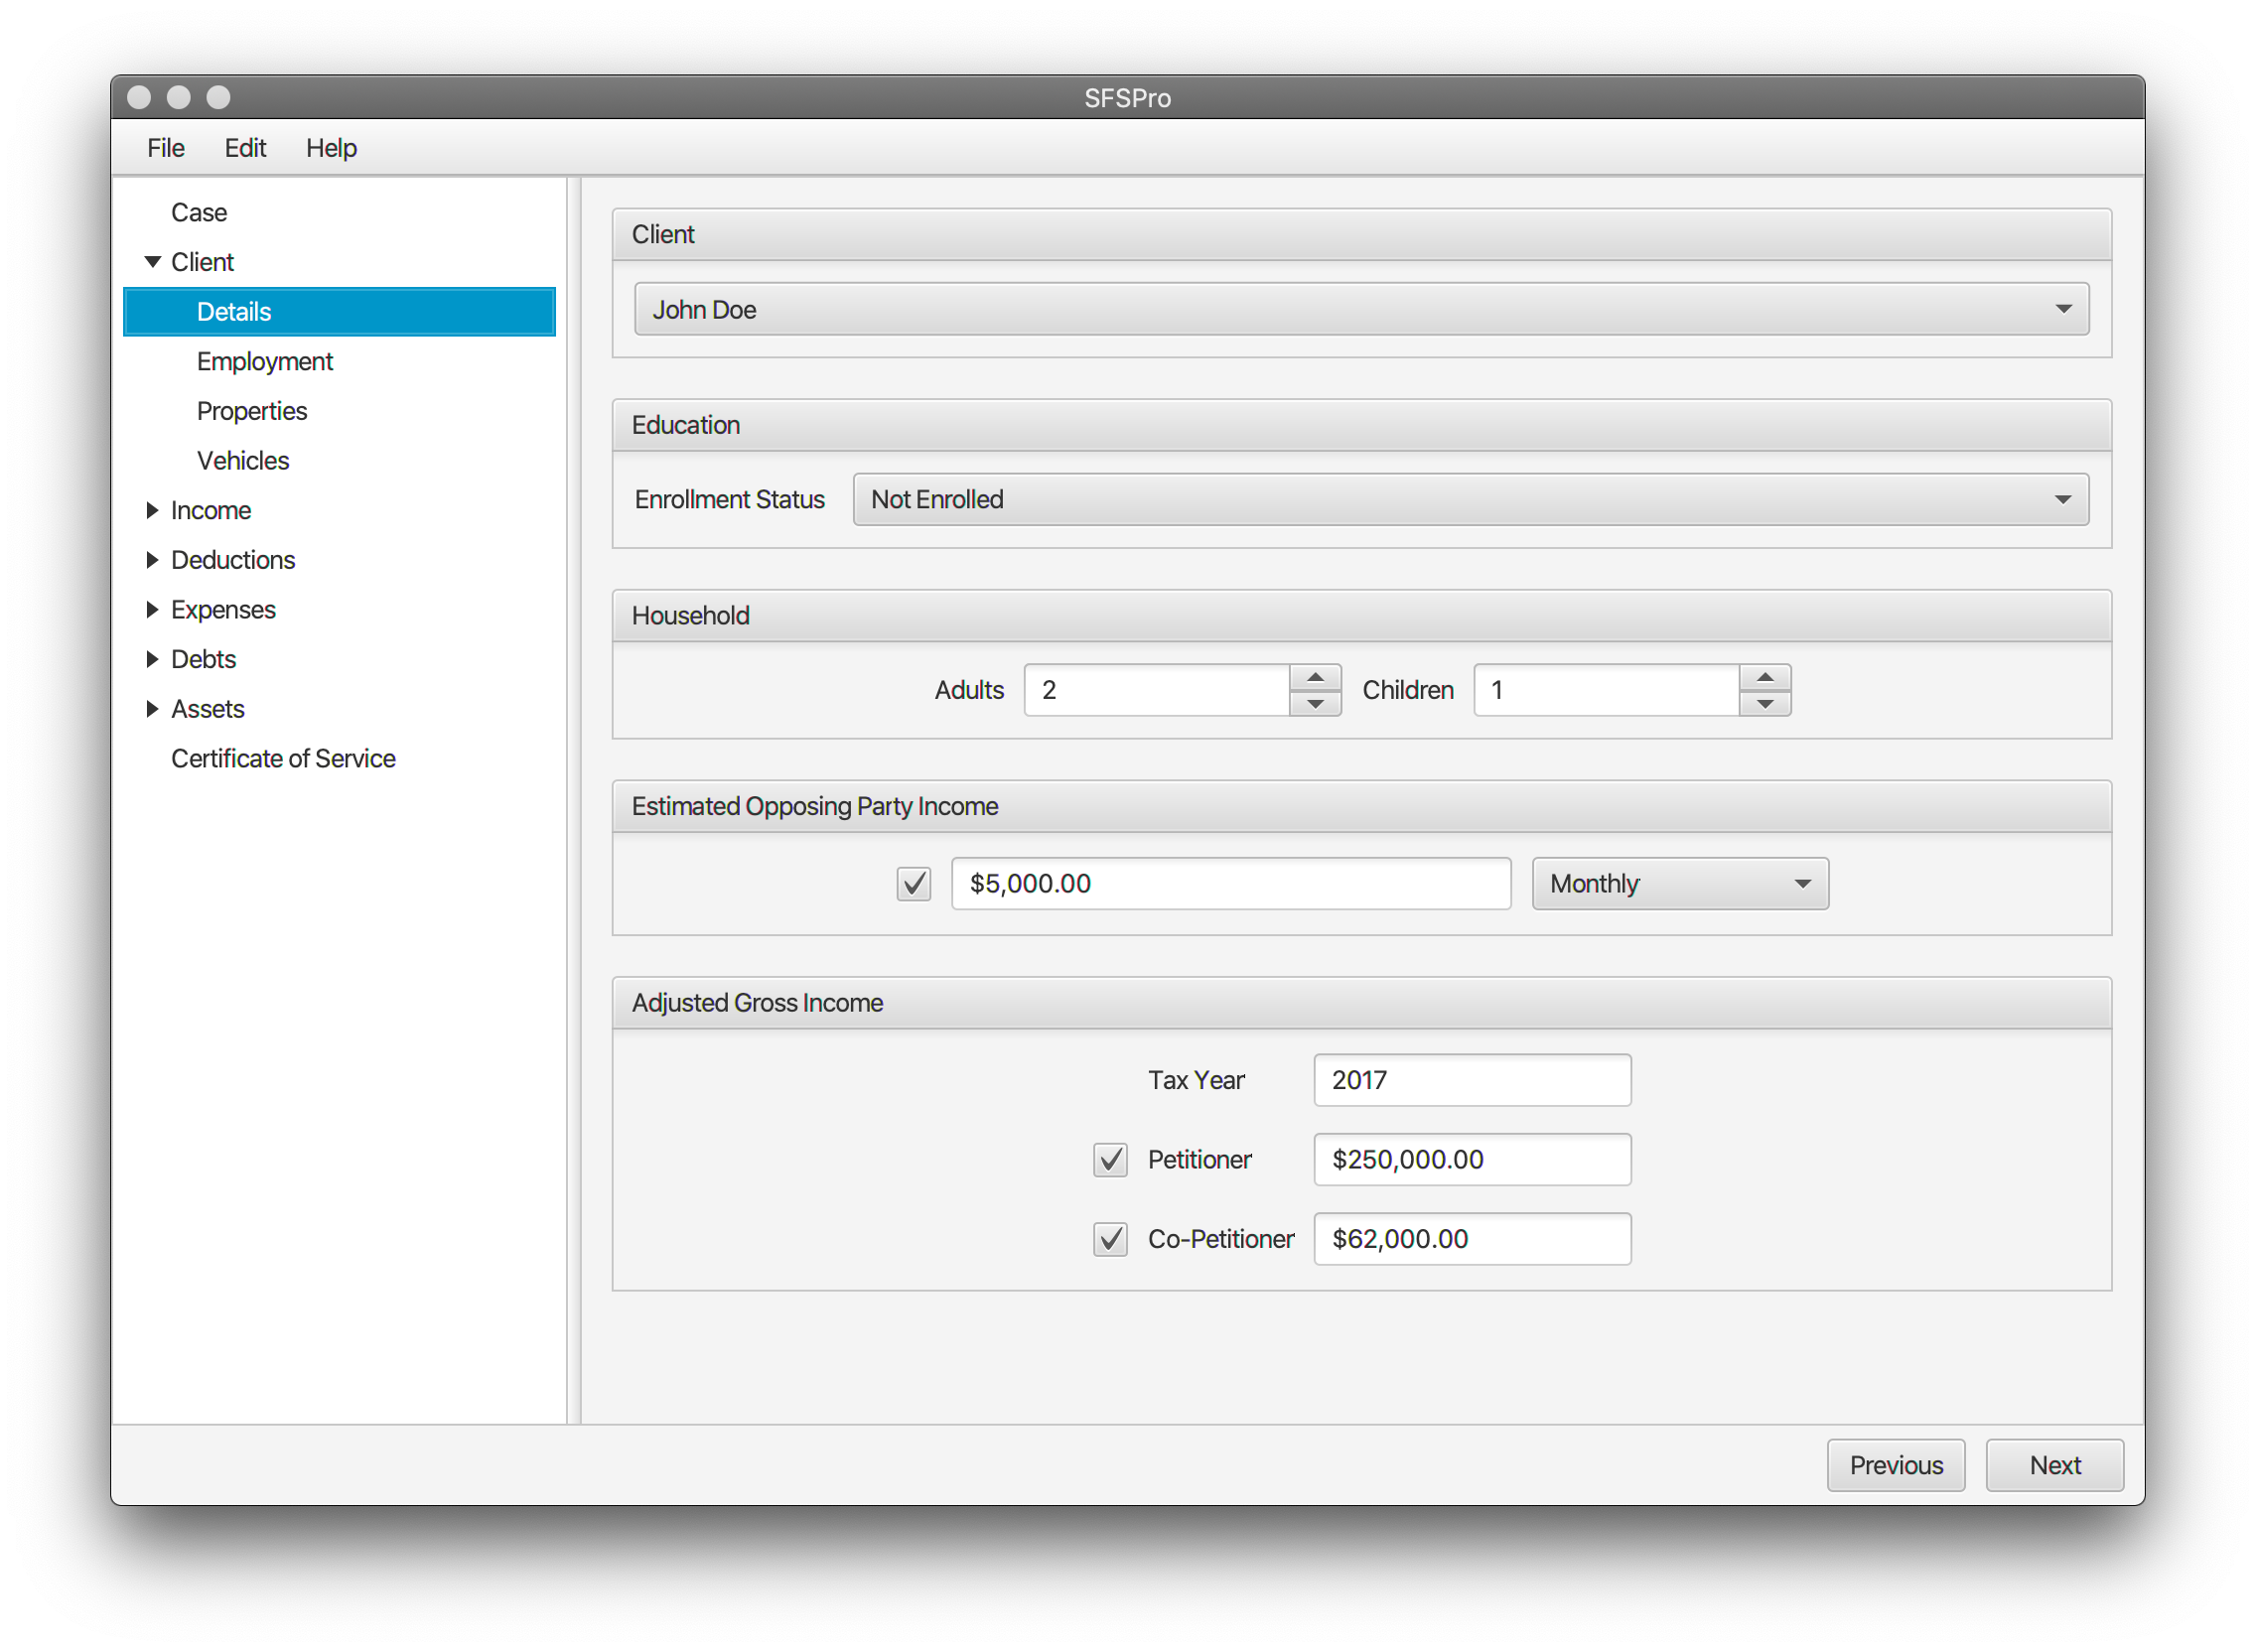 SFSPro
File Edit Help
Case
Client
Details
Employment
Properties
Vehicles
Income
Deductions
Expenses
Debts
Assets
Certificate of Service
Client
John Doe
Education
Enrollment Status Not Enrolled
Household
Adults 2 Children 1
Estimated Opposing Party Income
$5,000.00 Monthly
Adjusted Gross Income
Tax Year 2017
Petitioner $250,000.00
Co-Petitioner $62,000.00
Previous Next